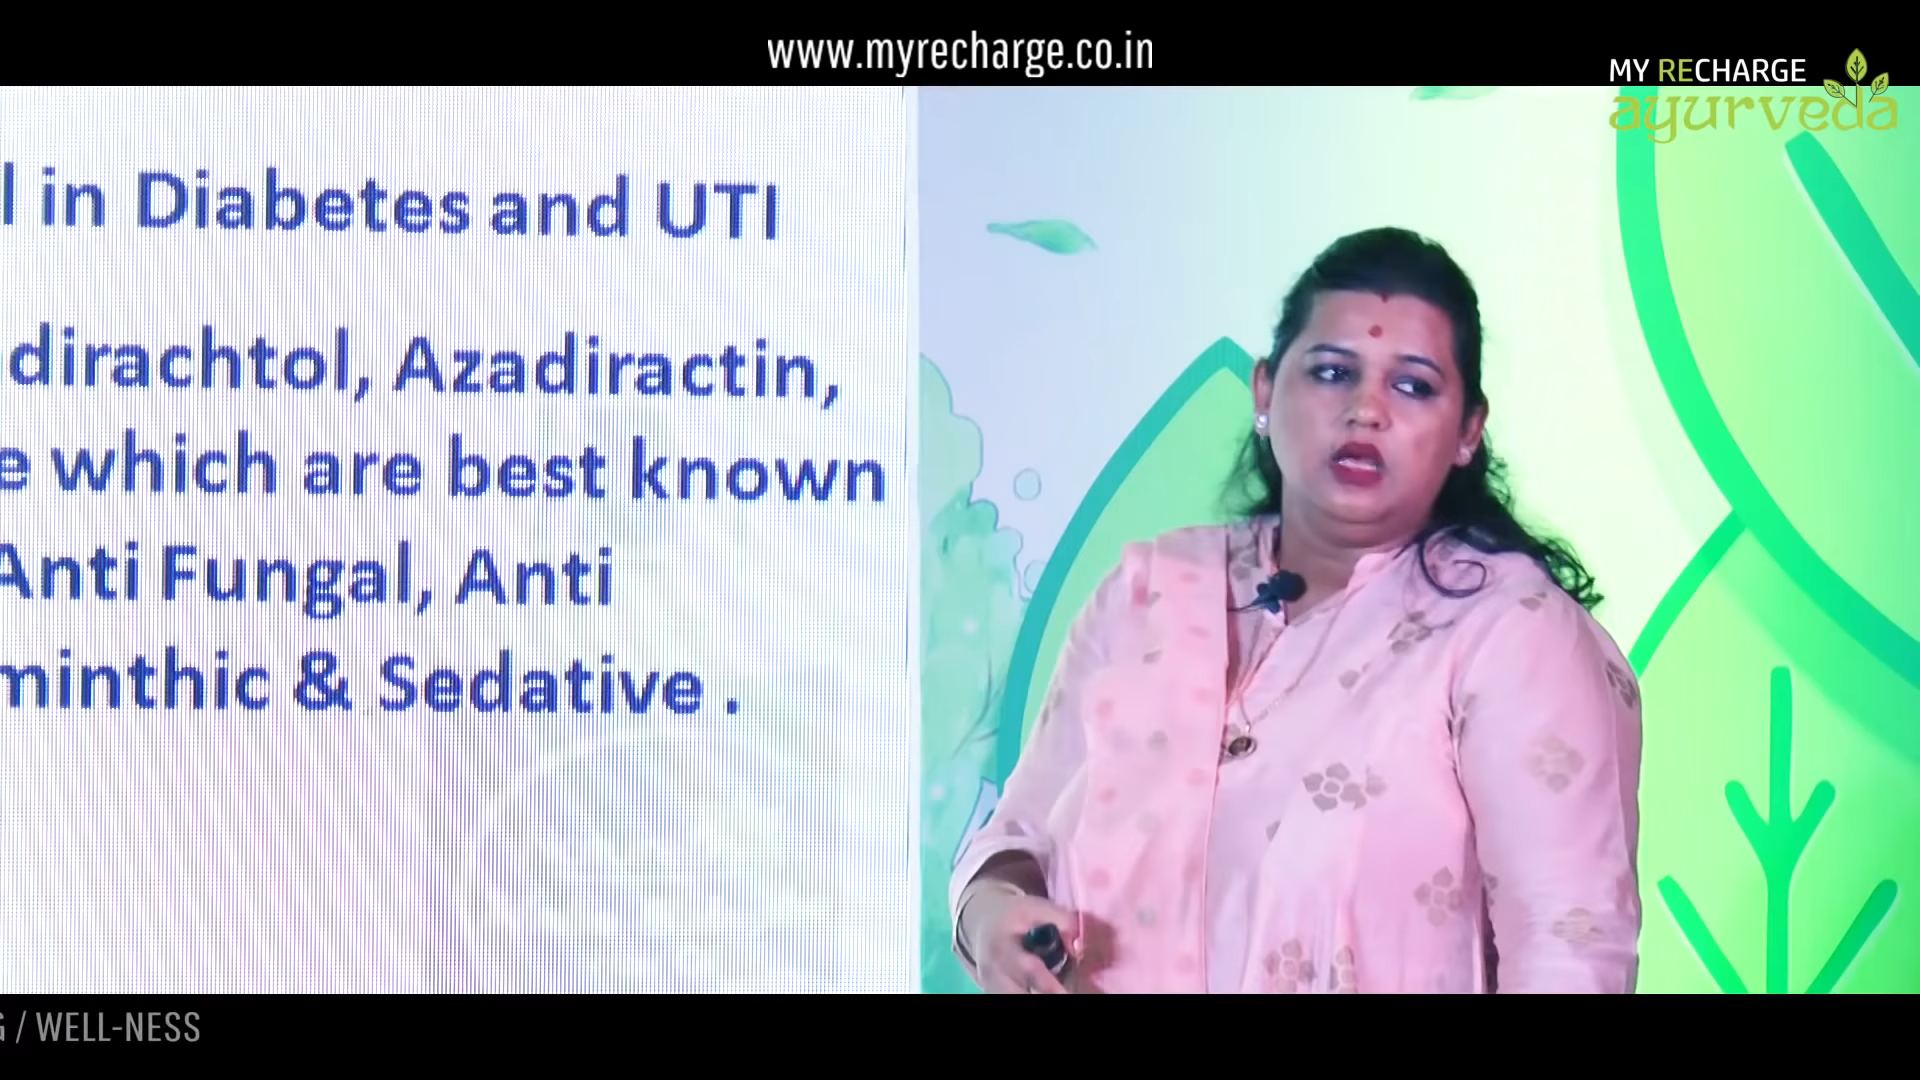 www.myrecharge.co.in
MY RECHARGE
ayurveda
in Diabetes and UTI
dirachtol, Azadiractin,
which are best known
Anti Fungal, Anti
minthic & Sedative .
/ WELL-NESS